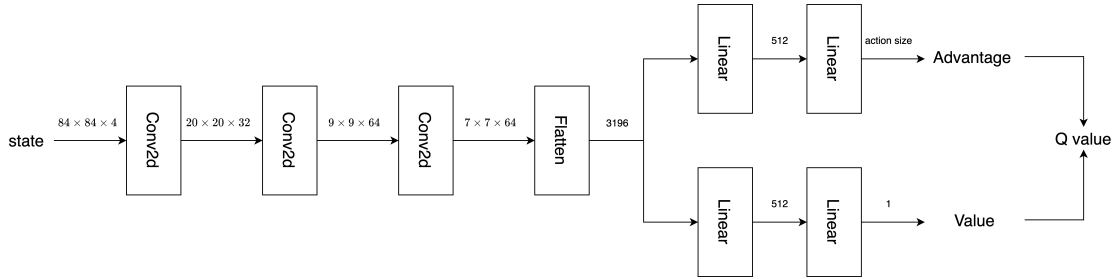 state
84 × 84 × 4
Conv2d
20 × 20 × 32
Conv2d
9 × 9 × 64
Conv2d
7 × 7 × 64
Flatten
3196
Linear
512
Linear
action size
Advantage
Linear
512
Linear
1
Value
Q value